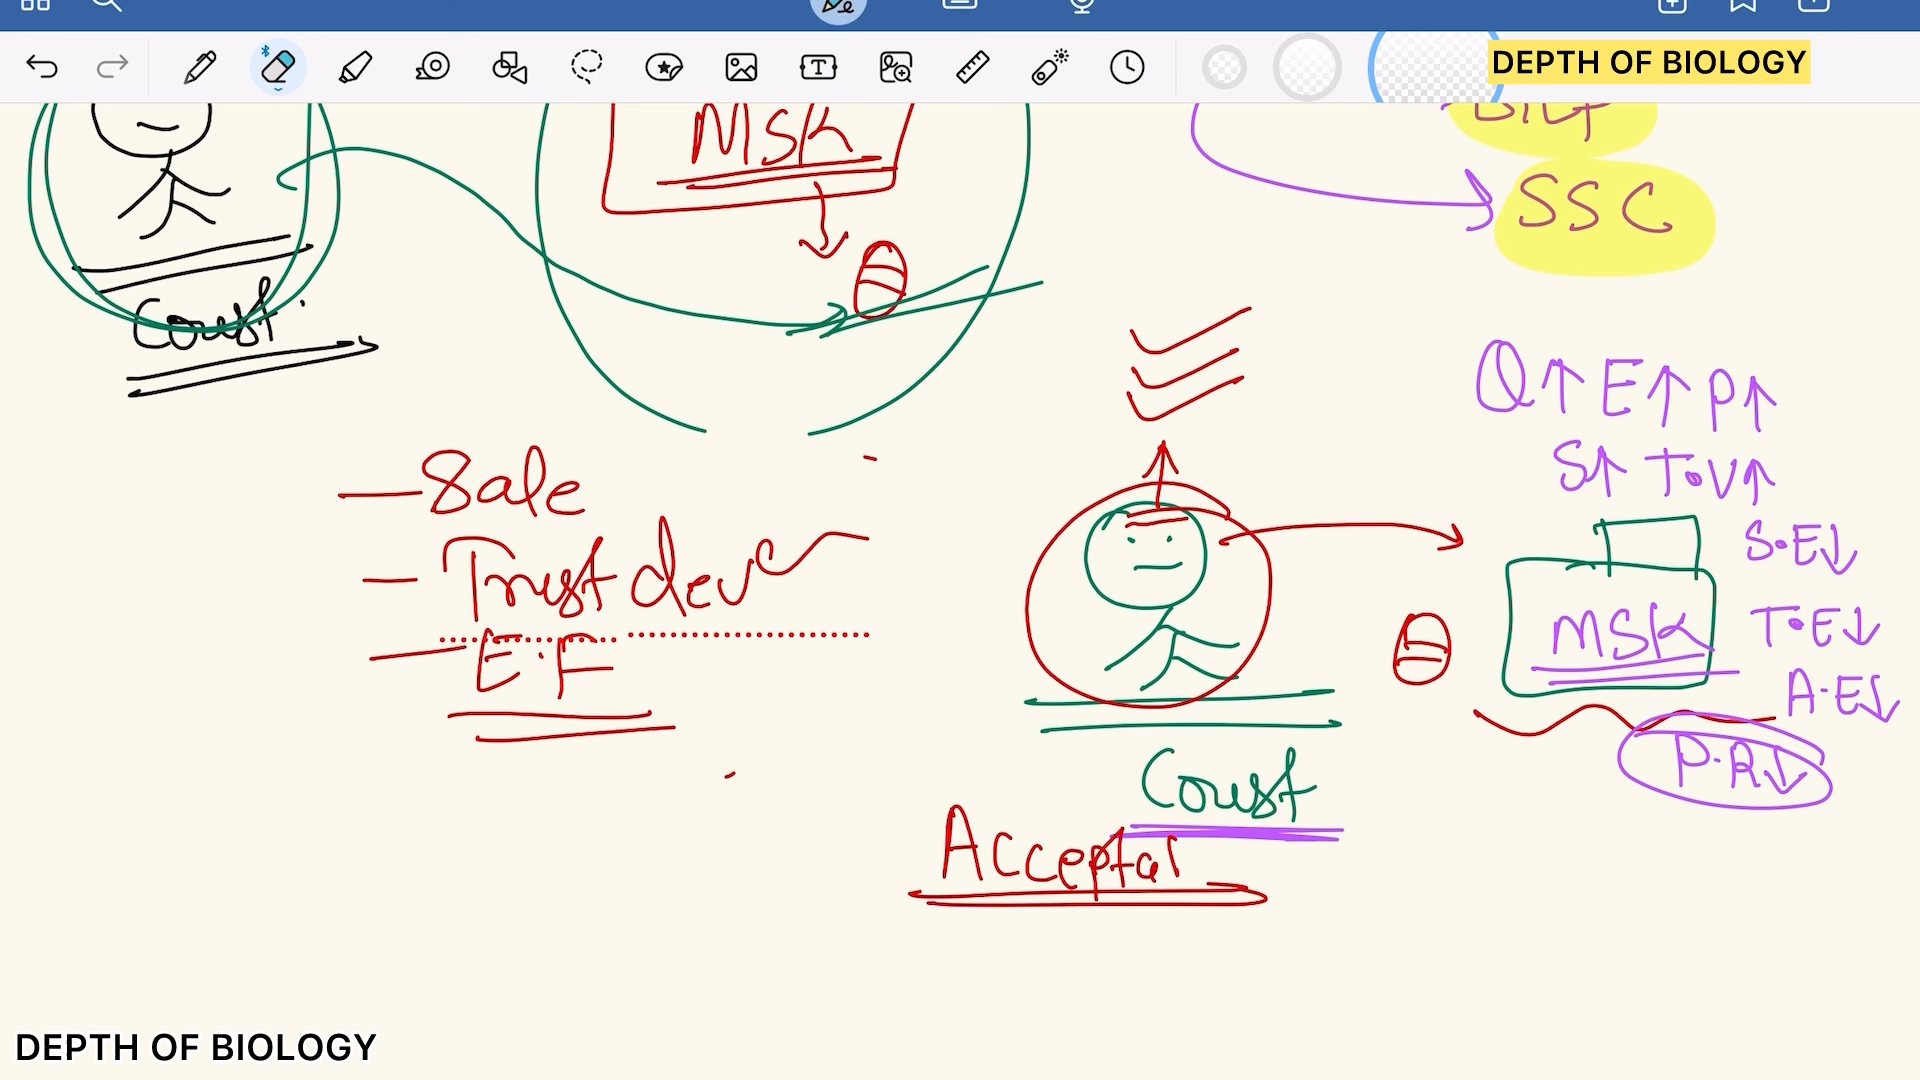 DEPTH OF BIOLOGY
MSK
SSC
Coust.
Q↑ E↑ P↑
S↑ T.V↑
Sale
Trust dev
E.F
S.E↓
MSK
T.E↓
A.E↓
P.R↓
Coust
Acceptal
DEPTH OF BIOLOGY